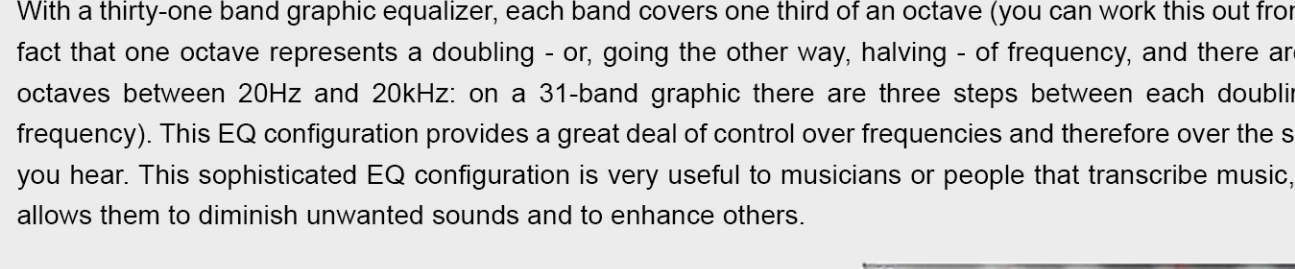 With a thirty-one band graphic equalizer, each band covers one third of an octave (you can work this out
fact that one octave represents a doubling - or, going the other way, halving - of frequency, and there
octaves between 20Hz and 20kHz: on a 31-band graphic there are three steps between each
frequency). This EQ configuration provides a great deal of control over frequencies and therefore over the
you hear. This sophisticated EQ configuration is very useful to musicians or people that transcribe music,
allows them to diminish unwanted sounds and to enhance others.